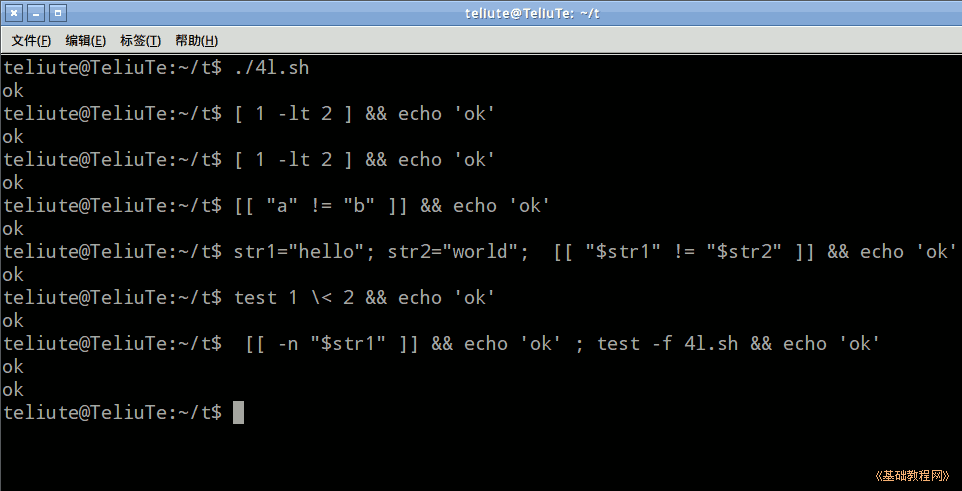 teliute@TeliuTe: ~/t
文件(F) 编辑(E) 标签(T) 帮助(H)
teliute@TeliuTe:~/t$ ./4l.sh
ok
teliute@TeliuTe:~/t$ [ 1 -lt 2 ] && echo 'ok'
ok
teliute@TeliuTe:~/t$ [ 1 -lt 2 ] && echo 'ok'
ok
teliute@TeliuTe:~/t$ [[ "a" != "b" ]] && echo 'ok'
ok
teliute@TeliuTe:~/t$ str1="hello"; str2="world";  [[ "$str1" != "$str2" ]] && echo 'ok'
ok
teliute@TeliuTe:~/t$ test 1 \< 2 && echo 'ok'
ok
teliute@TeliuTe:~/t$  [[ -n "$str1" ]] && echo 'ok' ; test -f 4l.sh && echo 'ok'
ok
ok
teliute@TeliuTe:~/t$
《基础教程网》